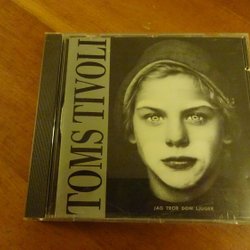 TOMS TIVOLI
JAG TROR DOM LJUGER